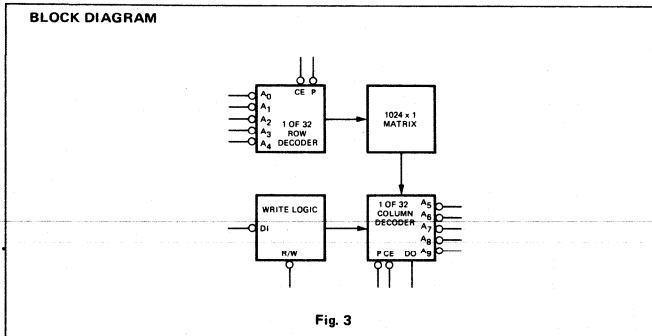 BLOCK DIAGRAM
CE P
A0
A1
A2
A3
A4
1 OF 32
ROW
DECODER
1024 x 1
MATRIX
WRITE LOGIC
DI
R/W
1 OF 32
COLUMN
DECODER
A5
A6
A7
A8
A9
P CE DO
Fig. 3